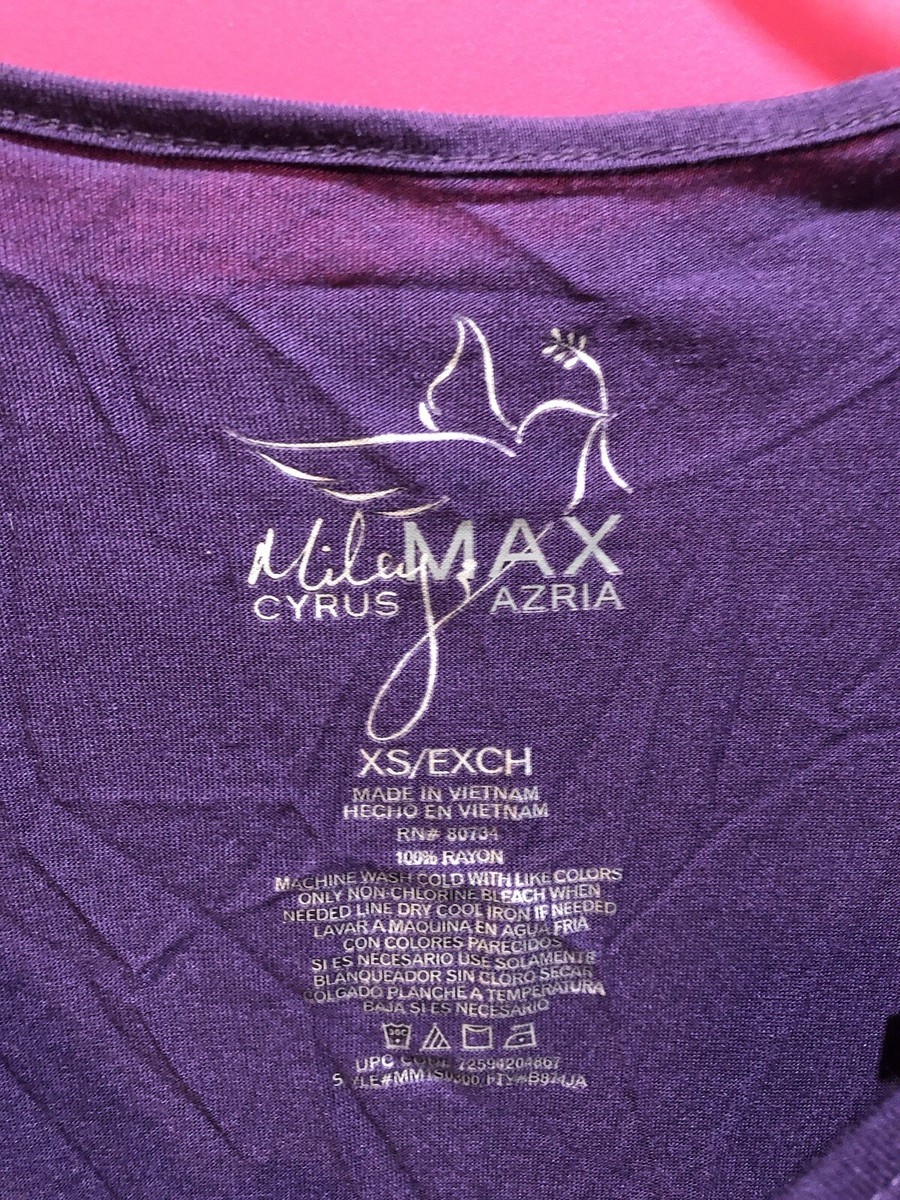 Miley MAX
CYRUS AZRIA
XS/EXCH
MADE IN VIETNAM
HECHO EN VIETNAM
RN# 80734
100% RAYON
MACHINE WASH COLD WITH LIKE COLORS
ONLY NON-CHLORINE BLEACH WHEN
NEEDED LINE DRY COOL IRON IF NEEDED
LAVAR A MAQUINA EN AGUA FRIA
CON COLORES PARECIDOS
SI ES NECESARIO USE SOLAMENTE
BLANQUEADOR SIN CLORO SECAR
COLGADO PLANCHE A TEMPERATURA
BAJA SI ES NECESARIO
UPC CODE 72594204667